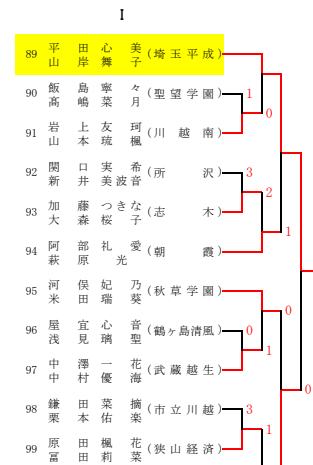 I
89 平田心美 (埼玉平成)
山岸舞子
90 飯島寧々 (聖望学園) 1
髙嶋菜月
0
91 岩上友珂 (川越南)
山本琉楓
92 関口実希 (所沢) 3
新井美波音
2
93 加藤つきな (志木)
大森桜子
1
94 阿部礼愛 (朝霞)
萩原光
95 河俣妃乃 (秋草学園)
米田瑞葵
0
96 屋宜心音 (鶴ヶ島清風) 0
浅見璃聖
1
97 中澤一花 (武蔵越生)
中村優海
0
98 鎌田菜摘 (市立川越) 3
栗本佑楽
1
99 原田楓花 (狭山経済)
冨田莉菜